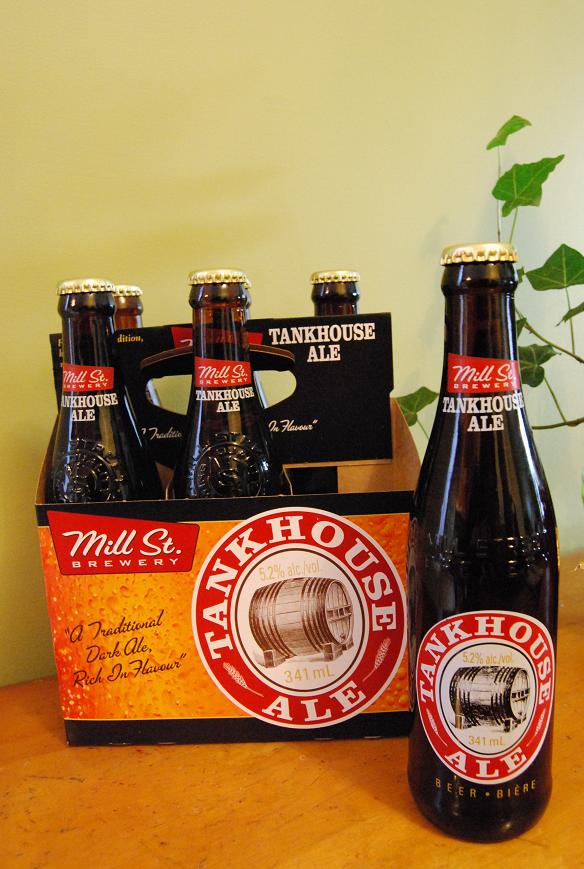 dition,
TANKHOUSE
ALE
"A Traditio
In Flavour"
Mill St.
BREWERY
TANKHOUSE
ALE
Mill St.
BREWERY
TANKHOUSE
ALE
Mill St.
BREWERY
TANKHOUSE
ALE
Mill St.
BREWERY
"A Traditional
Dark Ale,
Rich In Flavour"
TANKHOUSE
5.2% alc./vol.
341 mL
ALE
TANKHOUSE
5.2% alc./vol.
341 mL
ALE
BEER • BIÈRE